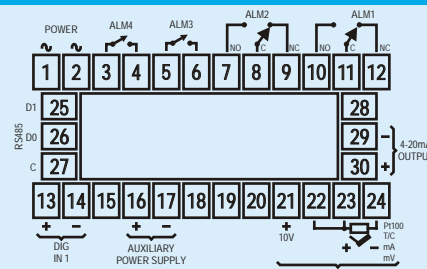 POWER ALM4 ALM3 ALM2 ALM1
NO C NC NO C NC
1 2 3 4 5 6 7 8 9 10 11 12
D1 25 28
RS485 D0 26 29 − 4-20mA
C 27 30 + OUTPUT
13 14 15 16 17 18 19 20 21 22 23 24
+ − + − + Pt100
DIG AUXILIARY 10V T/C
IN 1 POWER SUPPLY + − mA
mV